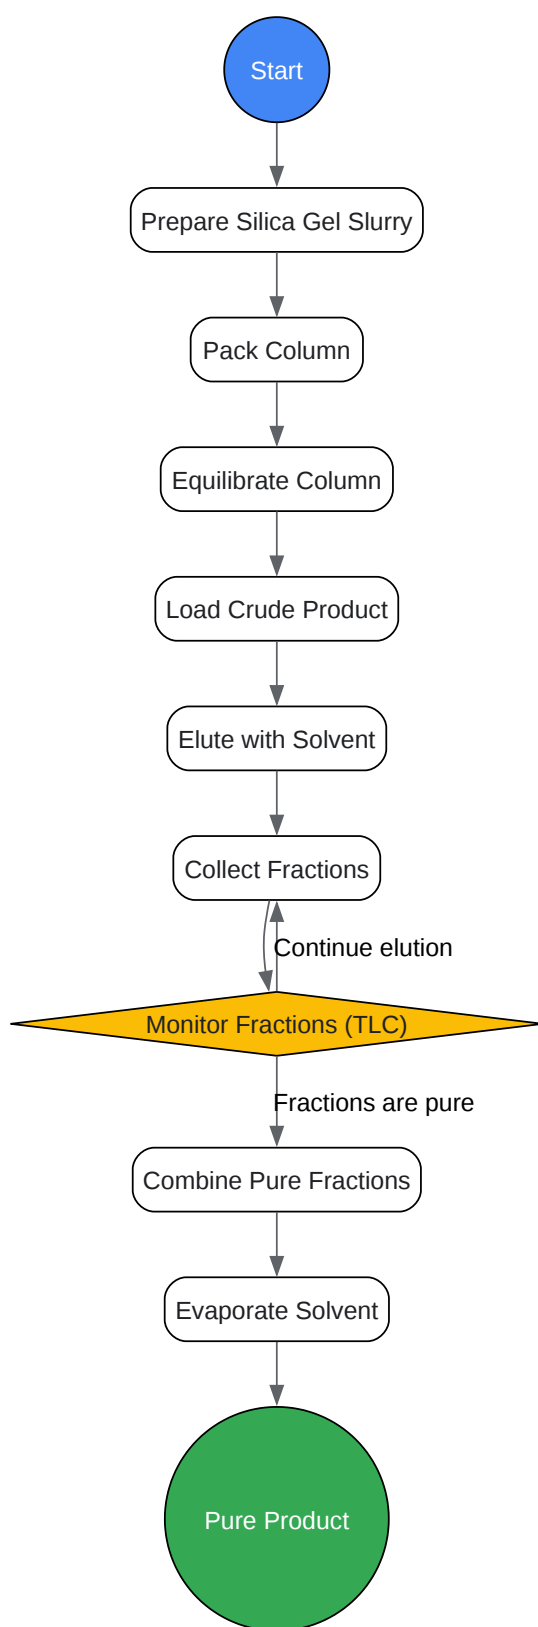 Start
Prepare Silica Gel Slurry
Pack Column
Equilibrate Column
Load Crude Product
Elute with Solvent
Collect Fractions
Continue elution
Monitor Fractions (TLC)
Fractions are pure
Combine Pure Fractions
Evaporate Solvent
Pure Product